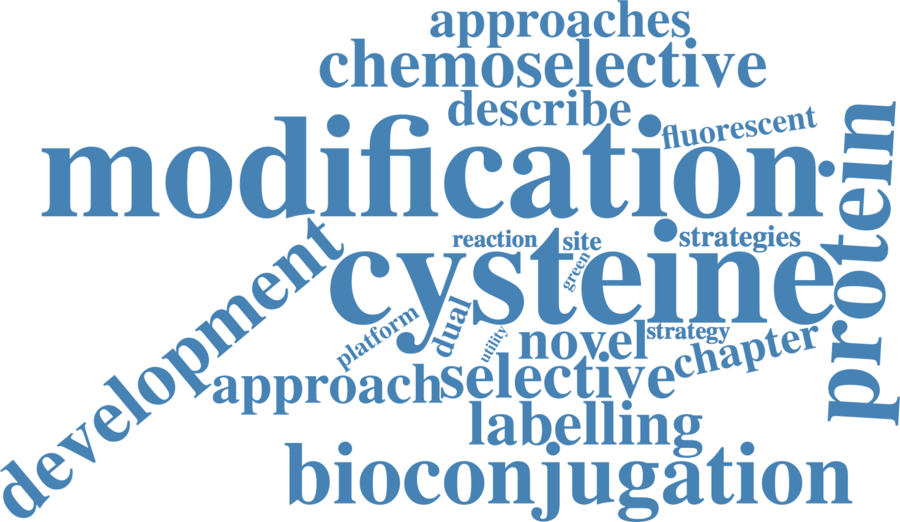 approaches
chemoselective
describe
fluorescent
modification
protein
development
reaction
site
strategies
cysteine
green
platform
dual
utility
novel
strategy
chapter
approach
selective
labelling
bioconjugation